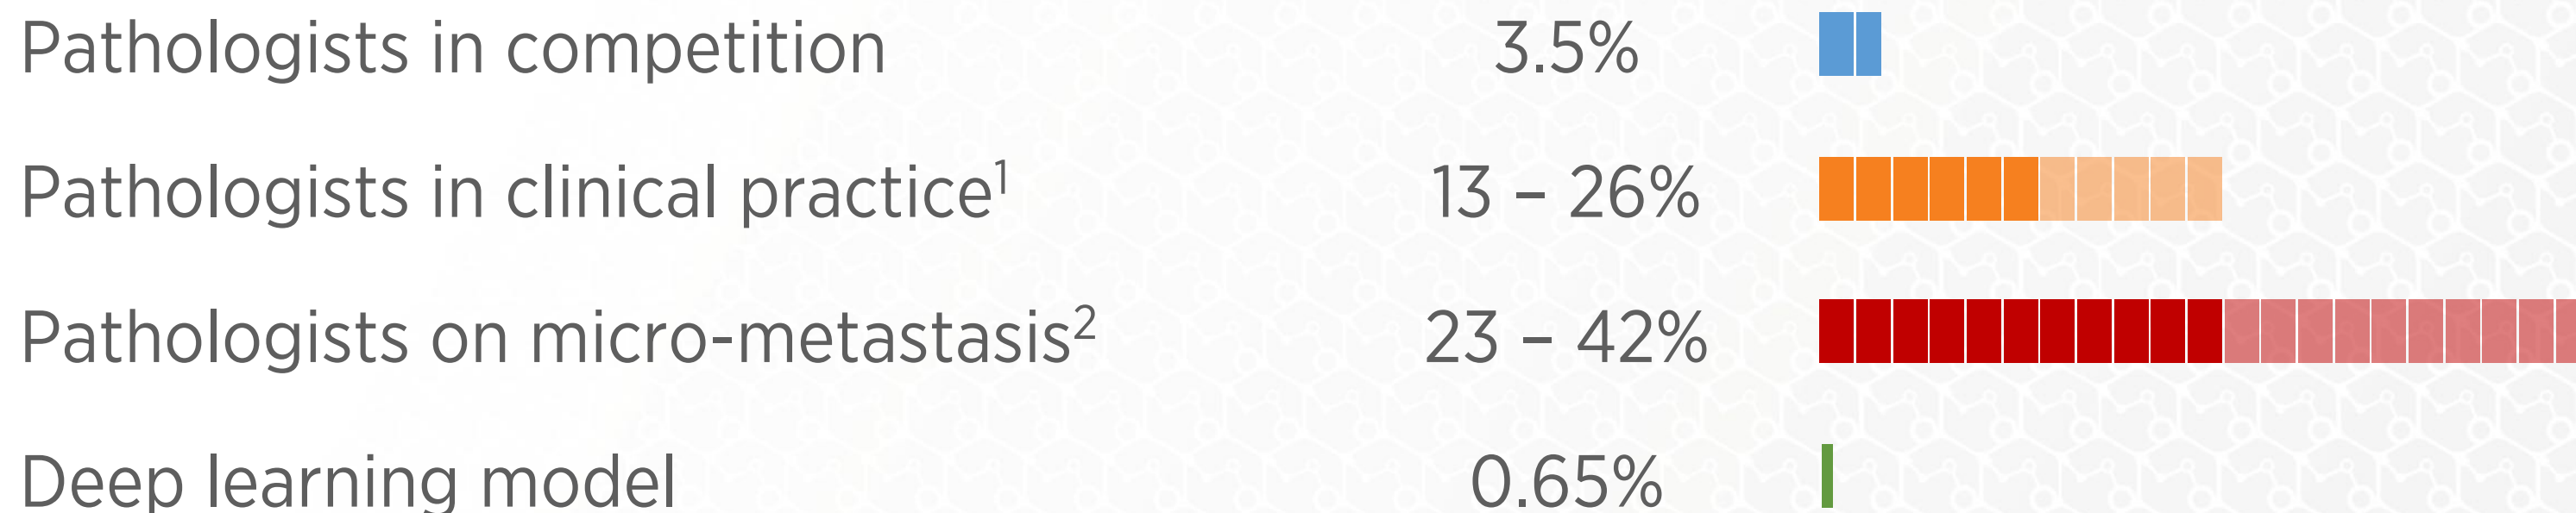 Pathologists in competition 3.5%
Pathologists in clinical practice¹ 13 – 26%
Pathologists on micro-metastasis² 23 – 42%
Deep learning model 0.65%